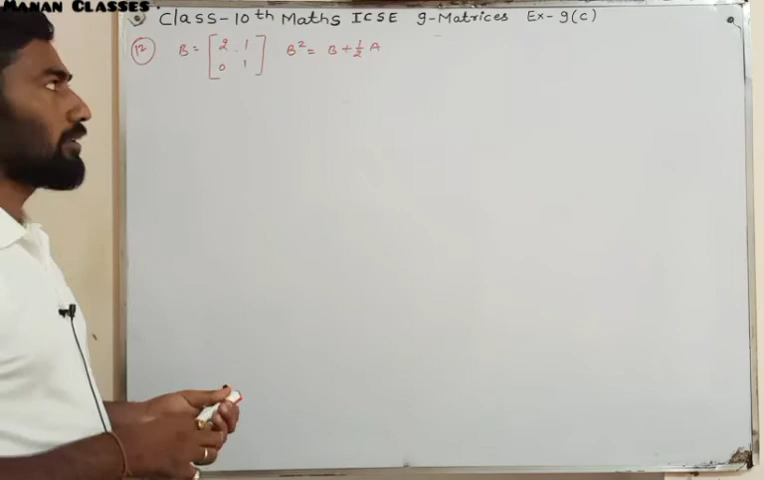 MANAN CLASSES
Class-10th Maths ICSE 9-Matrices Ex-9(c)
12 B = [2 1 B² = B + 1/2 A
0 1]